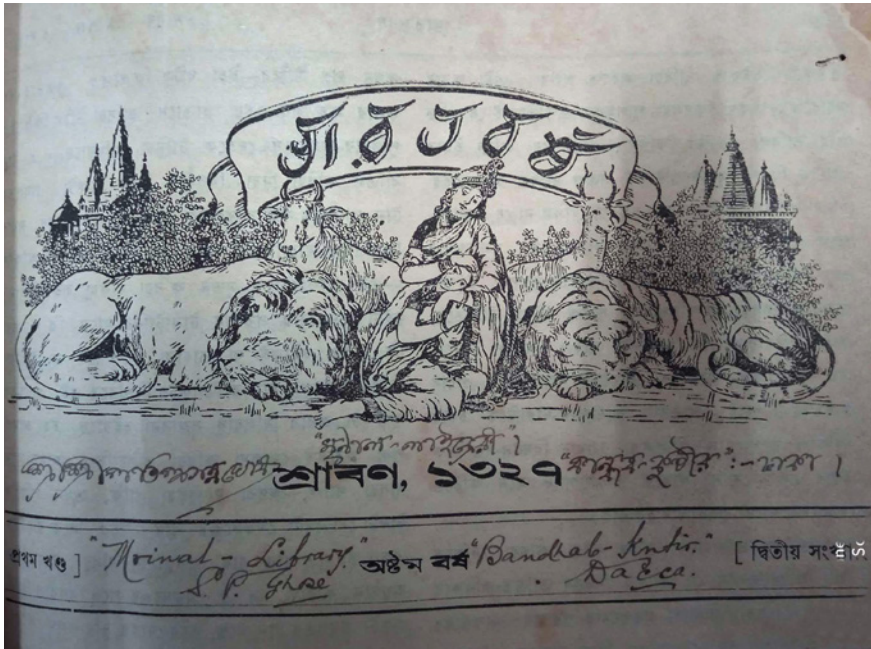 ভারতবর্ষ
"মৃনাল-লাইব্রেরী"।
শ্রাবণ, ১৩২৭
"বান্ধব-কুটীর":-ঢাকা।
প্রথম খণ্ড ] "Mrinal - Library." অষ্টম বর্ষ "Bandhab-Kutir." [ দ্বিতীয় সংখ্যা
S. P. Ghose Dacca.